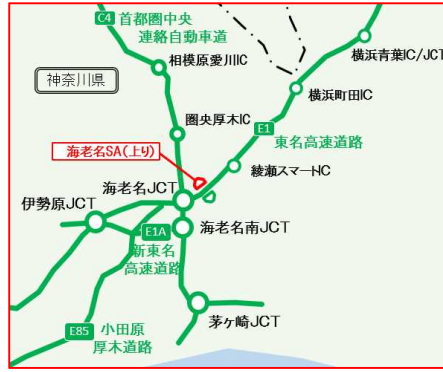 C4 首都圏中央
連絡自動車道
相模原愛川IC
横浜青葉IC/JCT
神奈川県
横浜町田IC
圏央厚木IC
E1
東名高速道路
海老名SA(上り)
綾瀬スマートIC
海老名JCT
伊勢原JCT
海老名南JCT
E1A
新東名
高速道路
E85 小田原
厚木道路
茅ヶ崎JCT